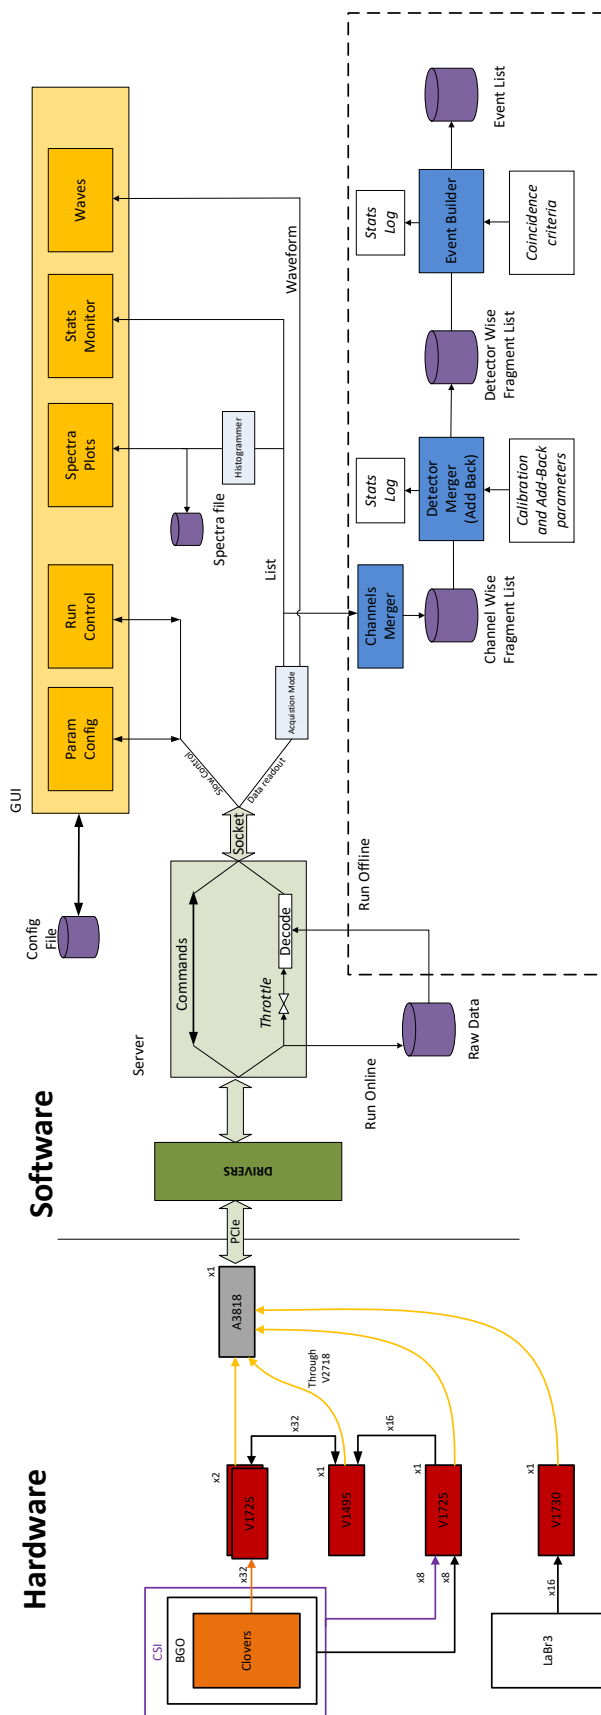 Hardware
Software
CSI
BGO
Clovers
x32
x2
V1725
x32
x1
V1495
x16
x8
x8
x1
V1725
LaBr3
x16
x1
V1730
Through
V2718
x1
A3818
PCIe
DRIVERS
Server
Commands
Throttle
Decode
Run Online
Raw Data
Run Offline
Socket
Slow Control
Data readout
Config
File
GUI
Param
Config
Run
Control
Spectra
Plots
Stats
Monitor
Waves
Acquistion Mode
List
Histogrammer
Spectra file
Waveform
Channels
Merger
Channel Wise
Fragment List
Stats
Log
Detector
Merger
(Add Back)
Calibration
and Add-Back
parameters
Detector Wise
Fragment List
Stats
Log
Event Builder
Coincidence
criteria
Event List